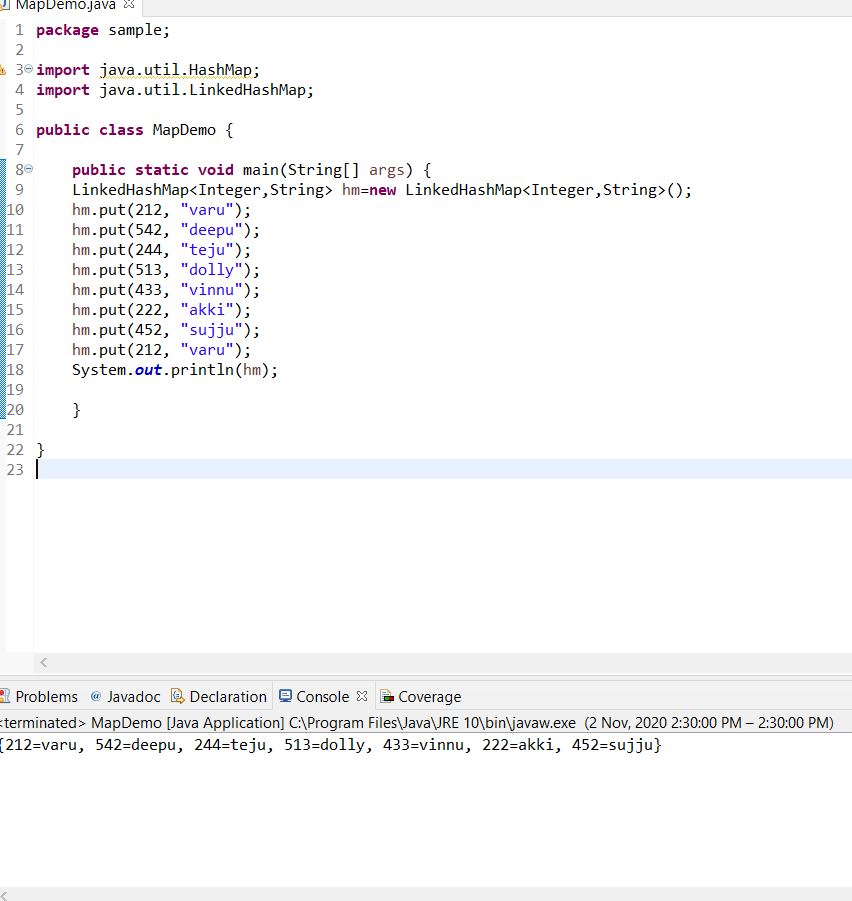 MapDemo.java
1 package sample;
2
3 import java.util.HashMap;
4 import java.util.LinkedHashMap;
5
6 public class MapDemo {
7
8 public static void main(String[] args) {
9 LinkedHashMap<Integer,String> hm=new LinkedHashMap<Integer,String>();
10 hm.put(212, "varu");
11 hm.put(542, "deepu");
12 hm.put(244, "teju");
13 hm.put(513, "dolly");
14 hm.put(433, "vinnu");
15 hm.put(222, "akki");
16 hm.put(452, "sujju");
17 hm.put(212, "varu");
18 System.out.println(hm);
19
20 }
21
22 }
23
Problems @ Javadoc Declaration Console Coverage
<terminated> MapDemo [Java Application] C:\Program Files\Java\JRE 10\bin\javaw.exe (2 Nov, 2020 2:30:00 PM – 2:30:00 PM)
{212=varu, 542=deepu, 244=teju, 513=dolly, 433=vinnu, 222=akki, 452=sujju}